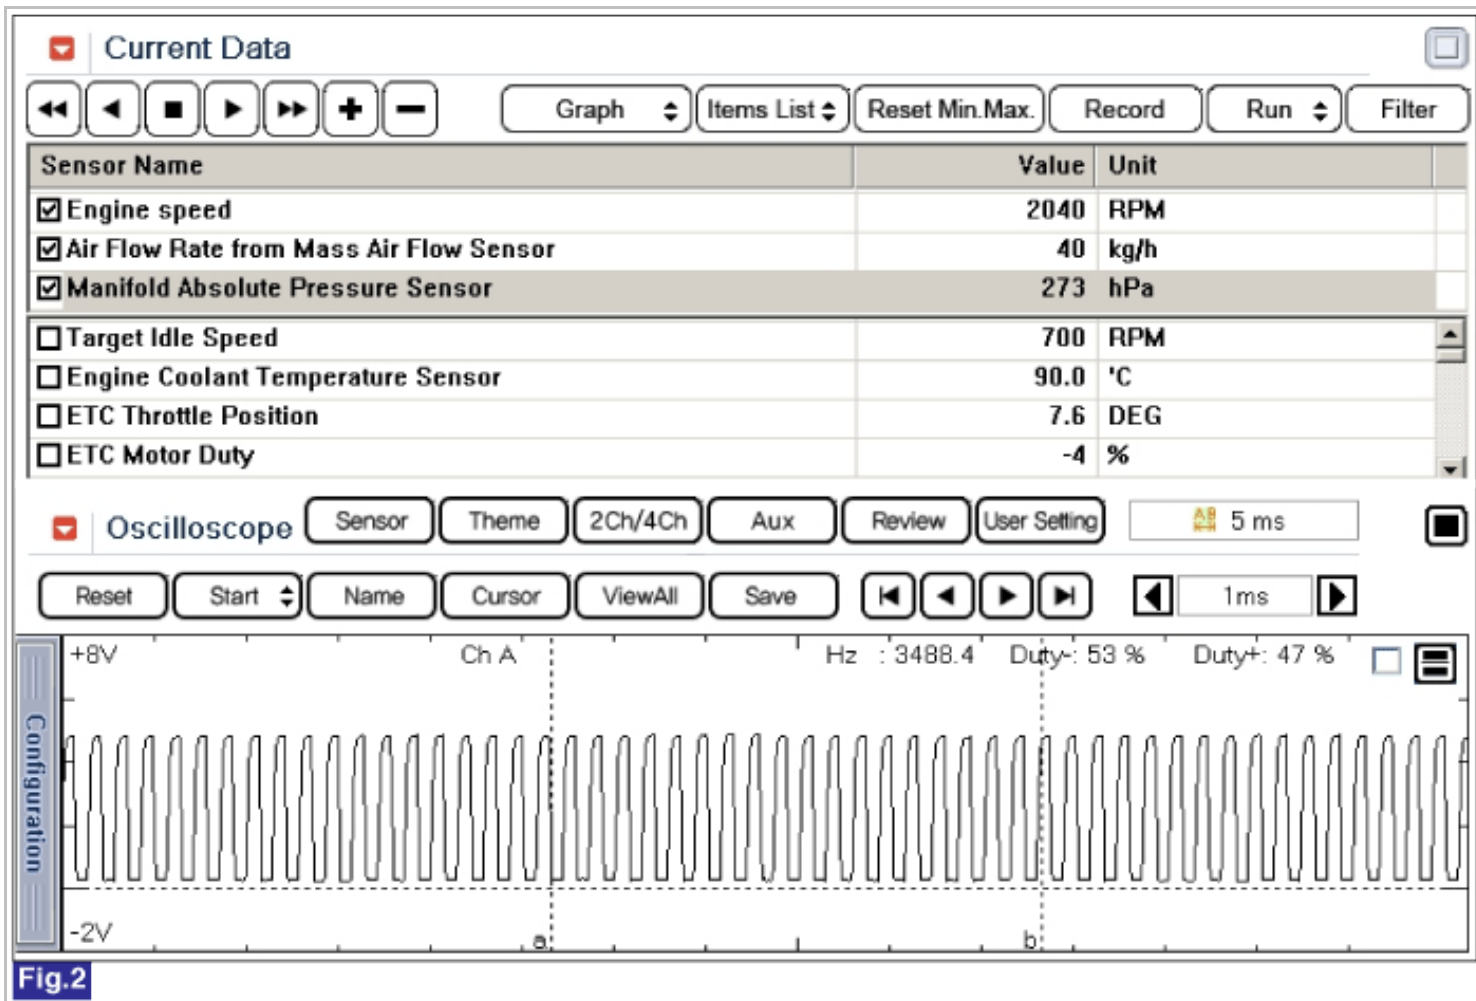 Current Data
Graph Items List Reset Min.Max. Record Run Filter
Sensor Name Value Unit
Engine speed 2040 RPM
Air Flow Rate from Mass Air Flow Sensor 40 kg/h
Manifold Absolute Pressure Sensor 273 hPa
Target Idle Speed 700 RPM
Engine Coolant Temperature Sensor 90.0 'C
ETC Throttle Position 7.6 DEG
ETC Motor Duty -4 %
Oscilloscope Sensor Theme 2Ch/4Ch Aux Review User Setting AB 5 ms
Reset Start Name Cursor ViewAll Save 1ms
+8V Ch A Hz : 3488.4 Duty-: 53 % Duty+: 47 %
Configuration
-2V
a b
Fig.2